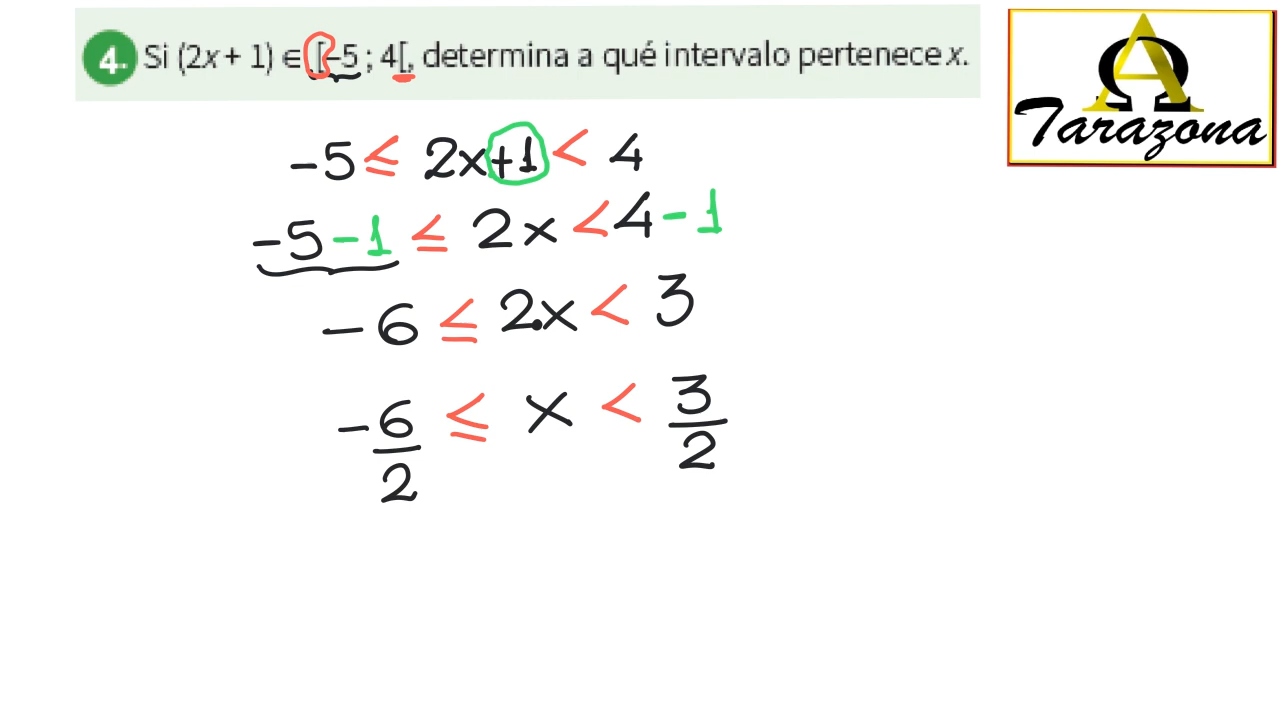 4. Si (2x + 1) ∈ [−5 ; 4[, determina a qué intervalo pertenece x.
AΩ
Tarazona
-5 ≤ 2x+1 < 4
-5-1 ≤ 2x < 4-1
-6 ≤ 2x < 3
-6/2 ≤ x < 3/2